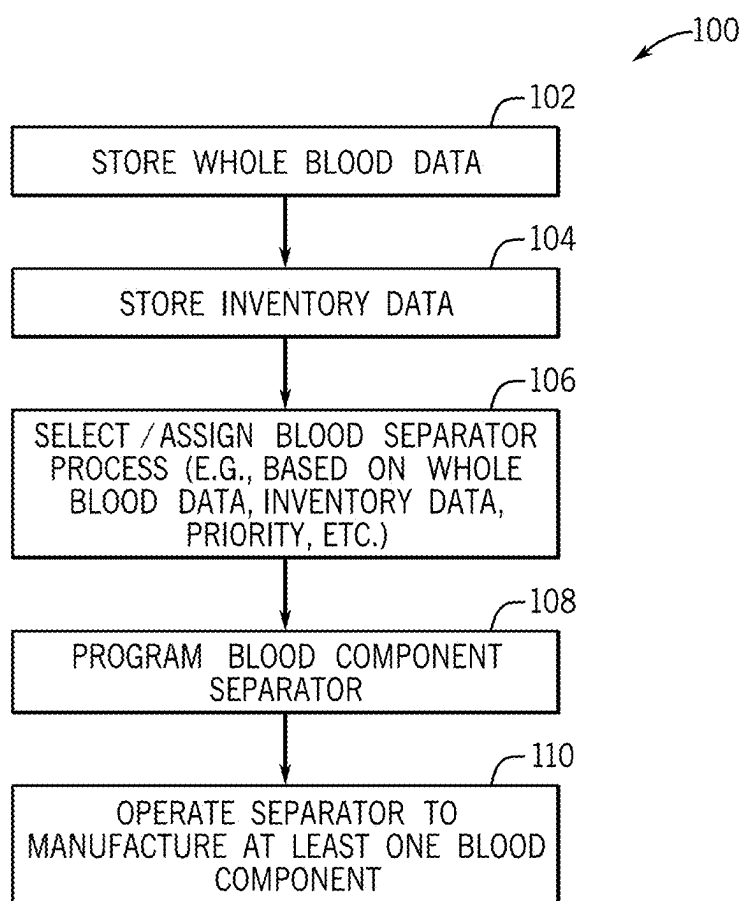 100
102
STORE WHOLE BLOOD DATA
104
STORE INVENTORY DATA
106
SELECT / ASSIGN BLOOD SEPARATOR
PROCESS (E.G., BASED ON WHOLE
BLOOD DATA, INVENTORY DATA,
PRIORITY, ETC.)
108
PROGRAM BLOOD COMPONENT
SEPARATOR
110
OPERATE SEPARATOR TO
MANUFACTURE AT LEAST ONE BLOOD
COMPONENT